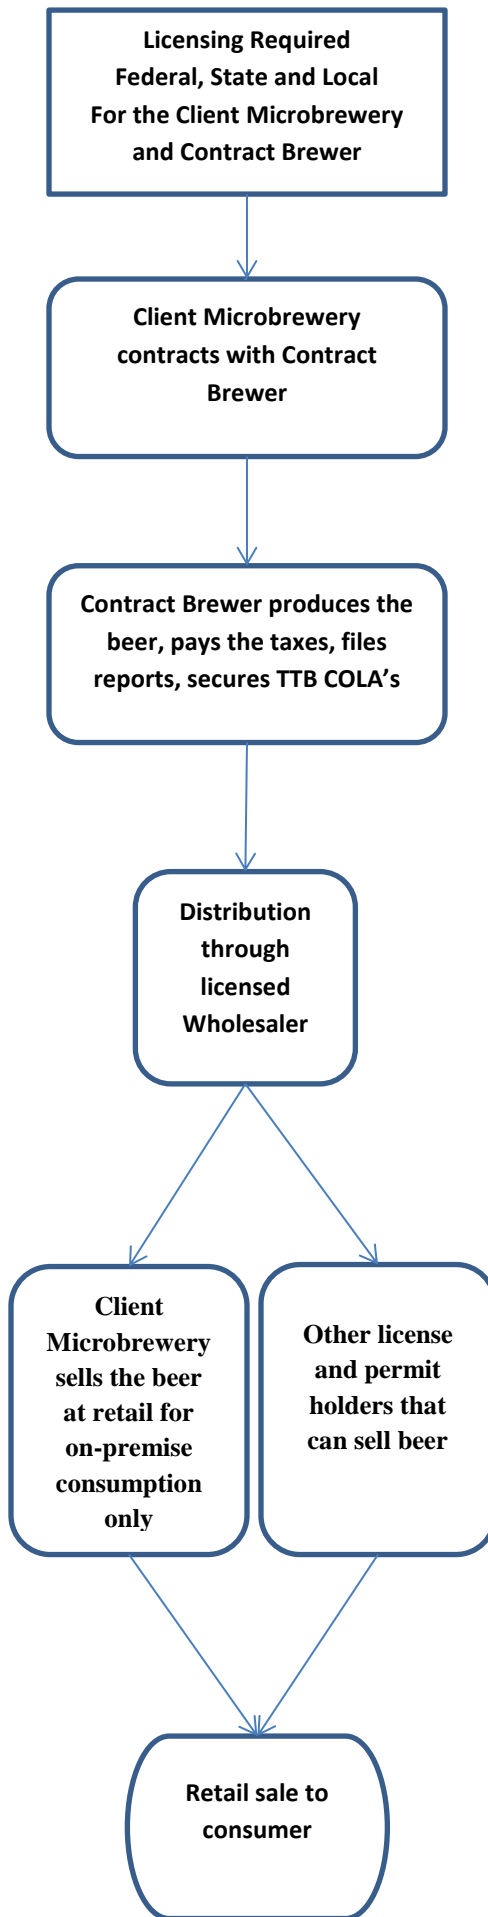 Licensing Required
Federal, State and Local
For the Client Microbrewery
and Contract Brewer
Client Microbrewery
contracts with Contract
Brewer
Contract Brewer produces the
beer, pays the taxes, files
reports, secures TTB COLA’s
Distribution
through
licensed
Wholesaler
Client
Microbrewery
sells the beer
at retail for
on-premise
consumption
only
Other license
and permit
holders that
can sell beer
Retail sale to
consumer